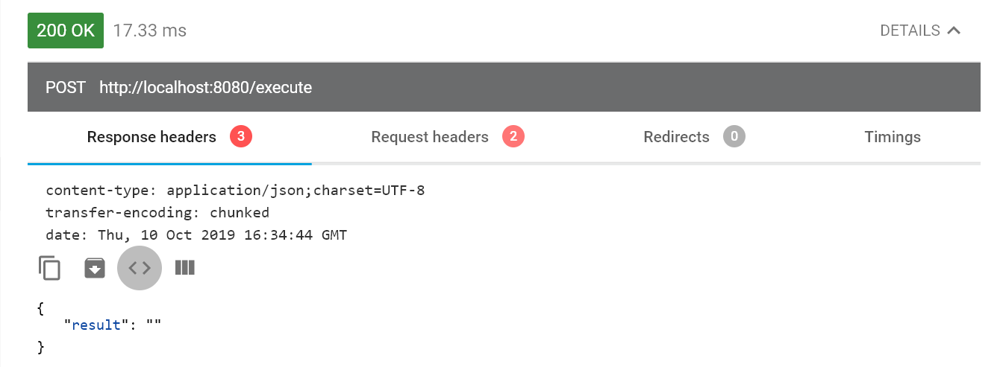 200 OK 17.33 ms DETAILS
POST http://localhost:8080/execute
Response headers 3 Request headers 2 Redirects 0 Timings
content-type: application/json;charset=UTF-8
transfer-encoding: chunked
date: Thu, 10 Oct 2019 16:34:44 GMT
{
"result": ""
}